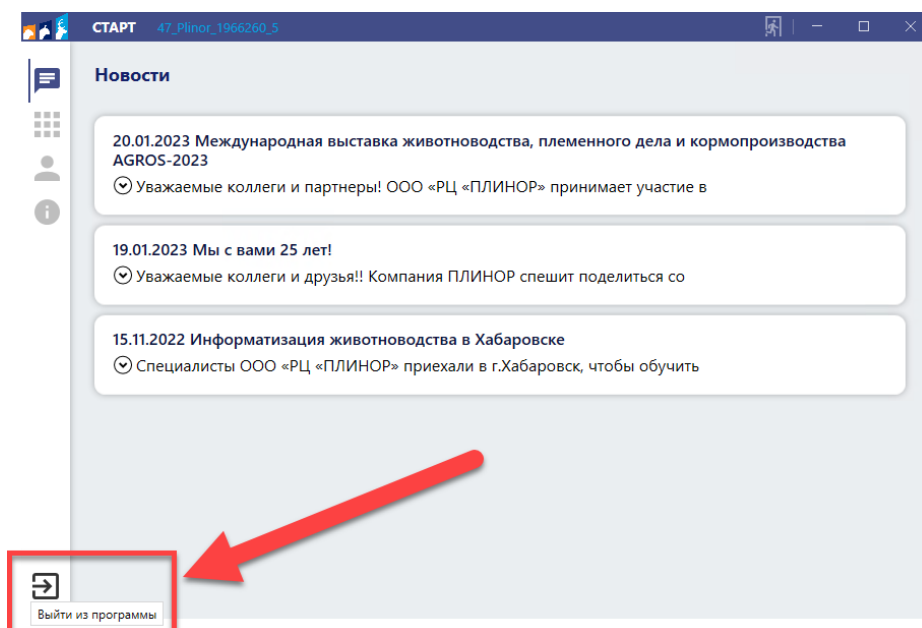 СТАРТ 47_Plinor_1966260_5
Новости
20.01.2023 Международная выставка животноводства, племенного дела и кормопроизводства
AGROS-2023
Уважаемые коллеги и партнеры! ООО «РЦ «ПЛИНОР» принимает участие в
19.01.2023 Мы с вами 25 лет!
Уважаемые коллеги и друзья!! Компания ПЛИНОР спешит поделиться со
15.11.2022 Информатизация животноводства в Хабаровске
Специалисты ООО «РЦ «ПЛИНОР» приехали в г.Хабаровск, чтобы обучить
Выйти из программы